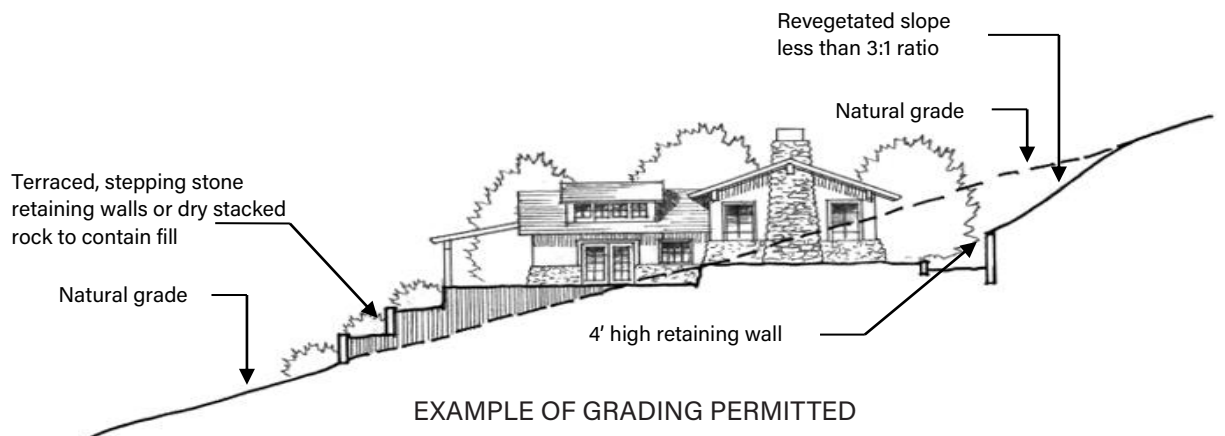 Revegetated slope
less than 3:1 ratio
Natural grade
Terraced, stepping stone
retaining walls or dry stacked
rock to contain fill
Natural grade
4' high retaining wall
EXAMPLE OF GRADING PERMITTED